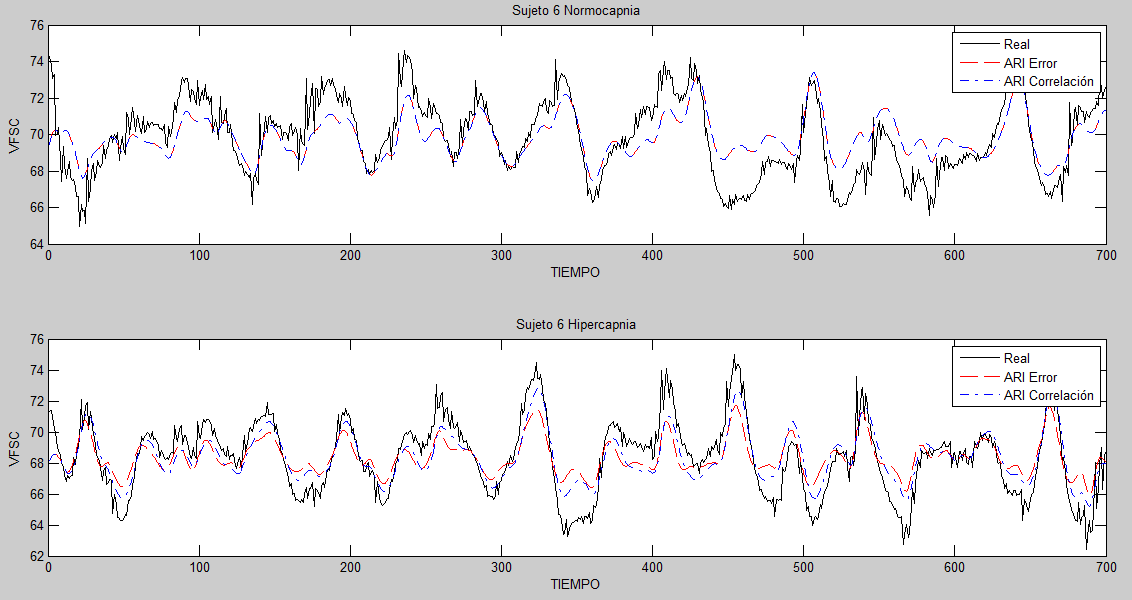 Sujeto 6 Normocapnia
76
74
72
70
68
66
64
VFSC
0 100 200 300 400 500 600 700
TIEMPO
Real
ARI Error
ARI Correlación
Sujeto 6 Hipercapnia
76
74
72
70
68
66
64
62
VFSC
0 100 200 300 400 500 600 700
TIEMPO
Real
ARI Error
ARI Correlación